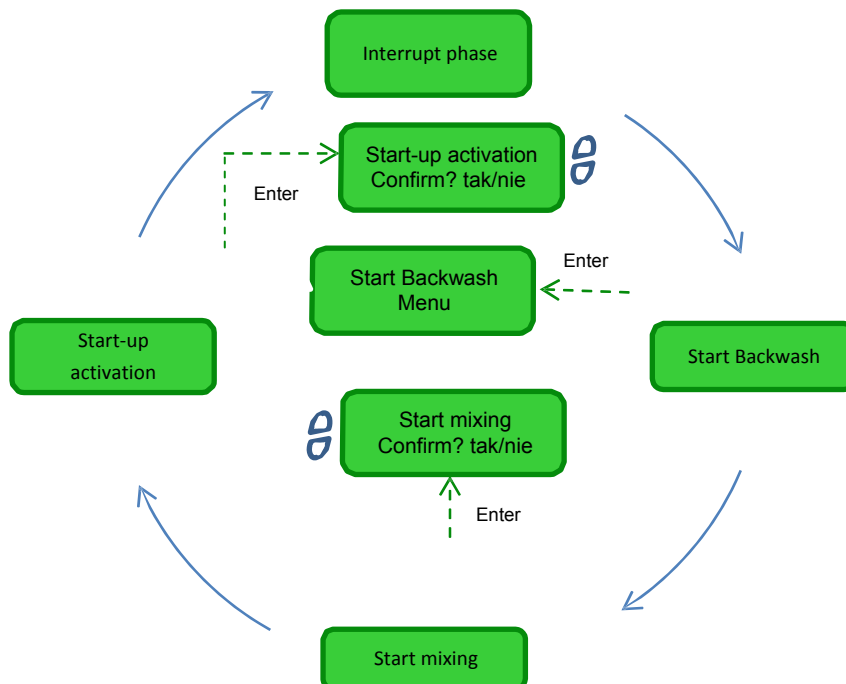 Interrupt phase
Start-up activation
Confirm? tak/nie
Enter
Start Backwash
Menu
Enter
Start-up
activation
Start Backwash
Start mixing
Confirm? tak/nie
Enter
Start mixing